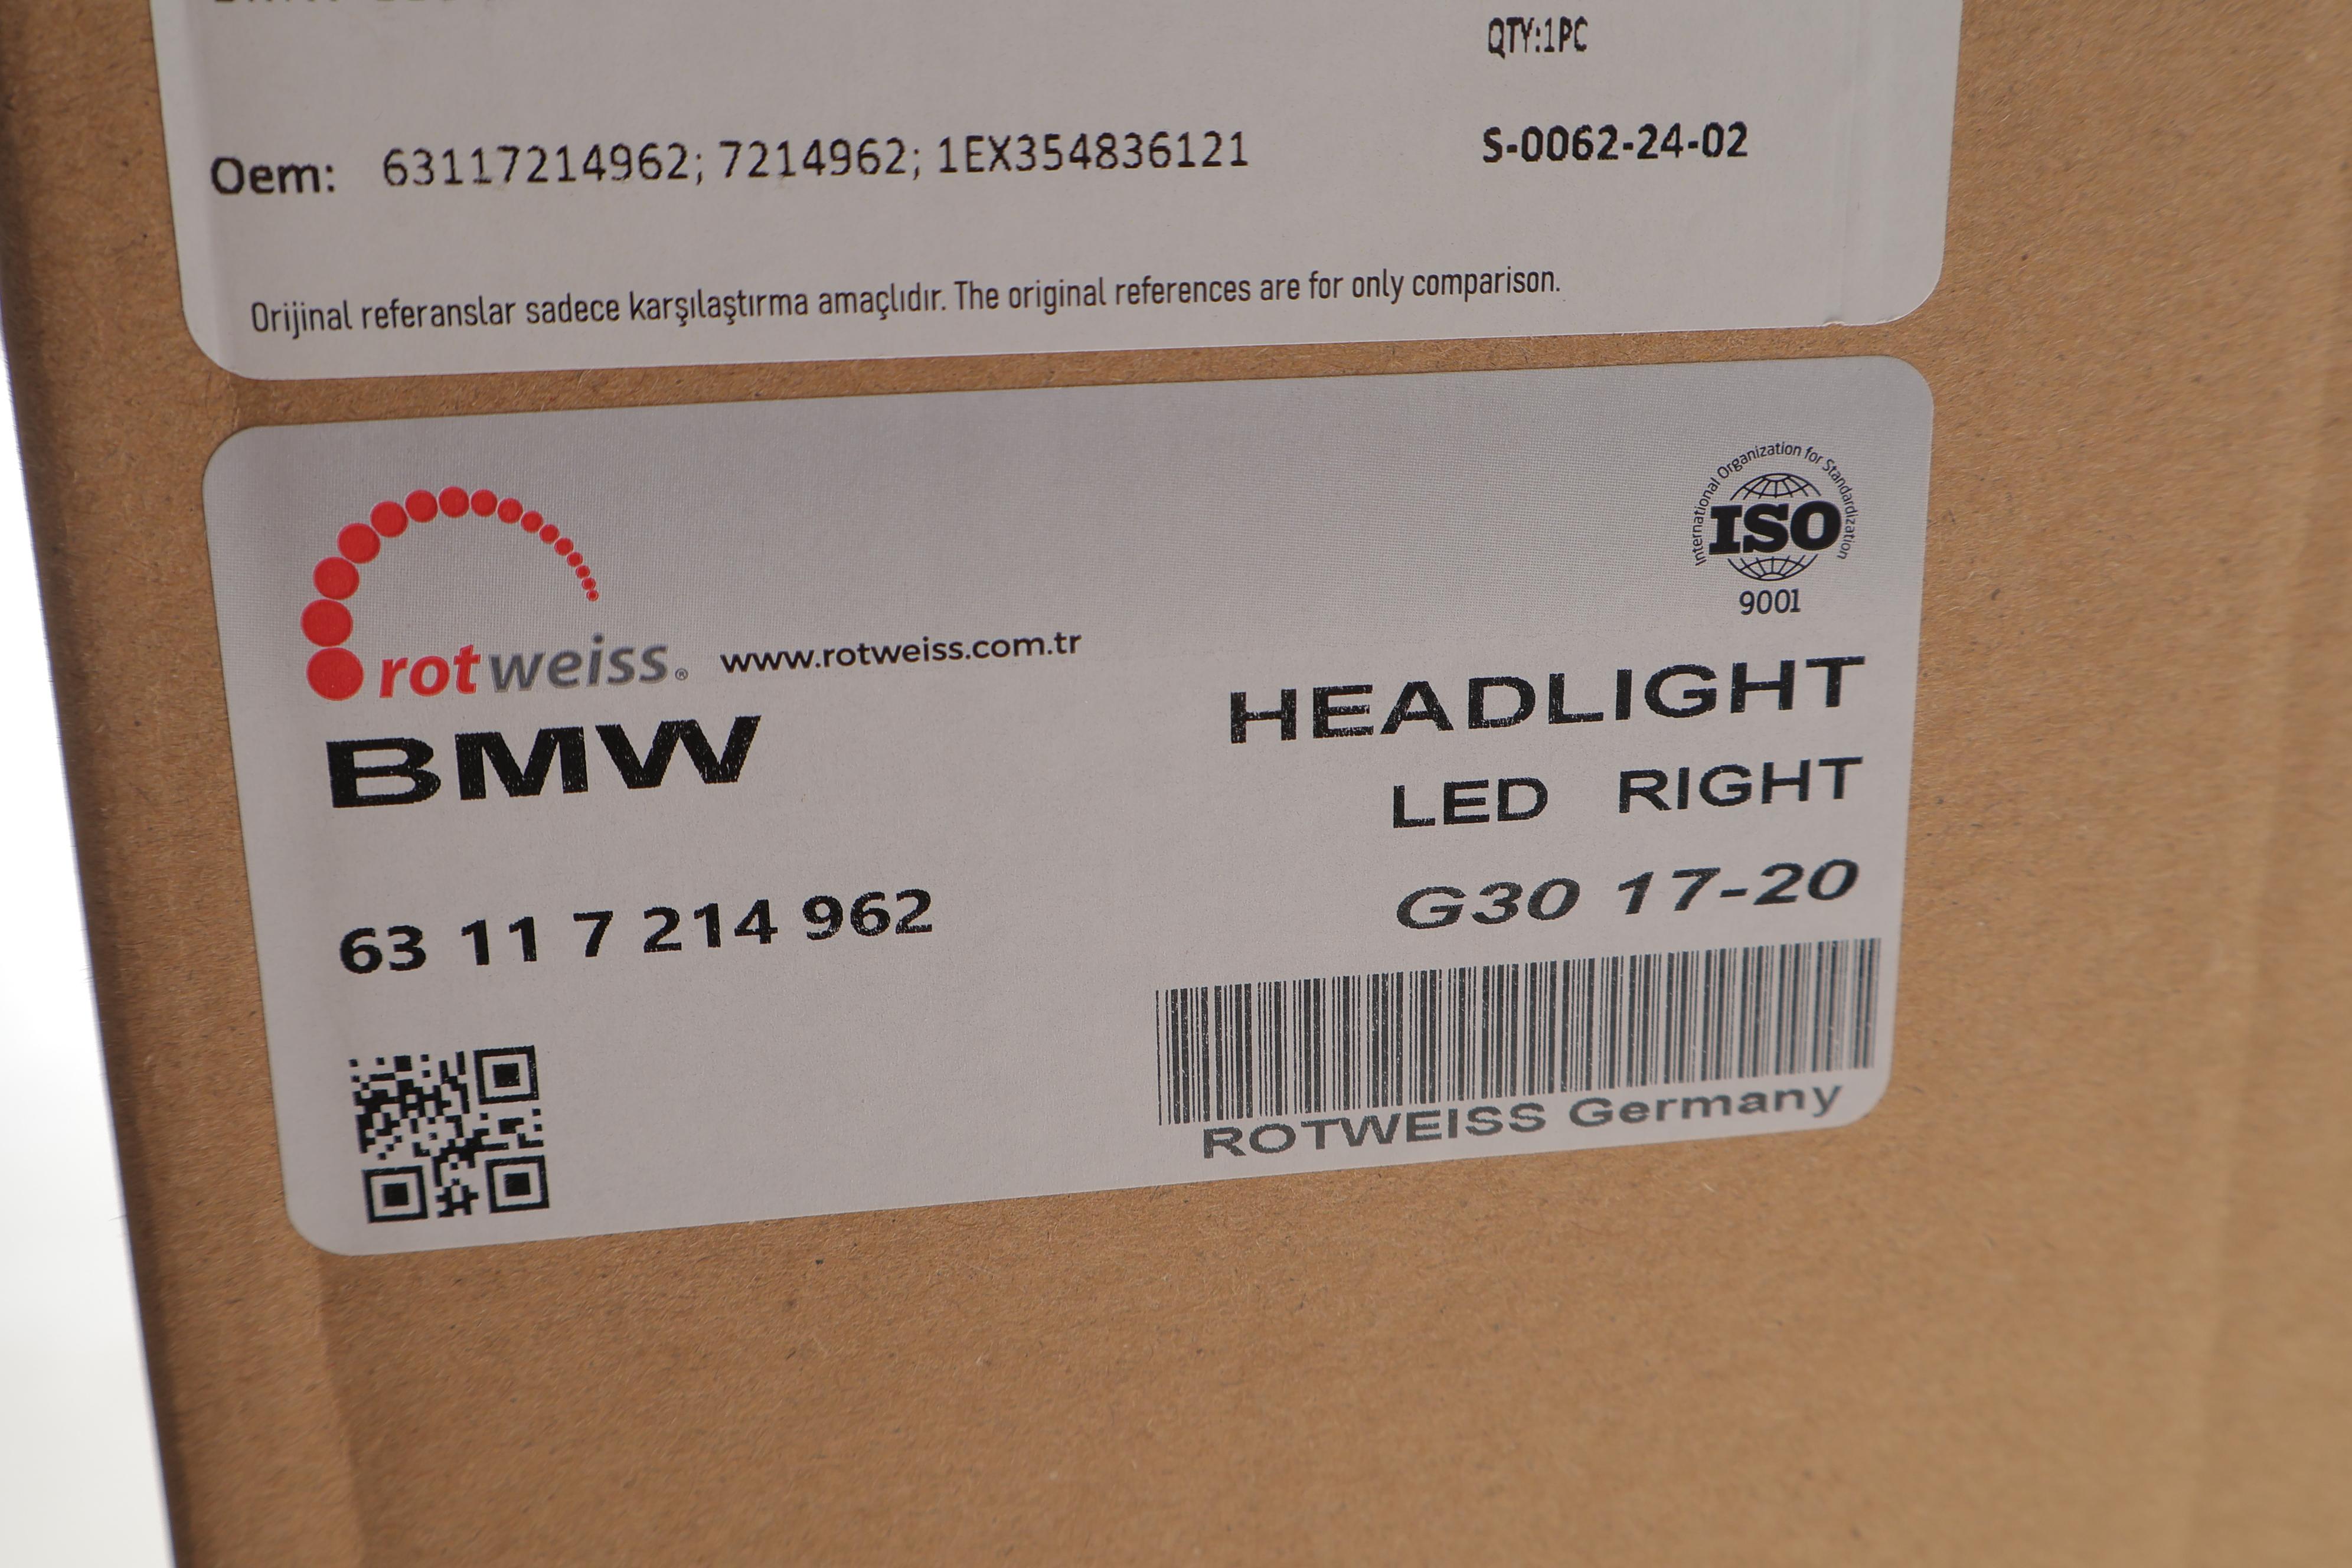 QTY:1PC
Oem: 63117214962; 7214962; 1EX354836121
S-0062-24-02
Orijinal referanslar sadece karşılaştırma amaçlıdır. The original references are for only comparison.
International Organization for Standardization
ISO
9001
rotweiss® www.rotweiss.com.tr
BMW
HEADLIGHT
LED RIGHT
63 11 7 214 962
G30 17-20
ROTWEISS Germany